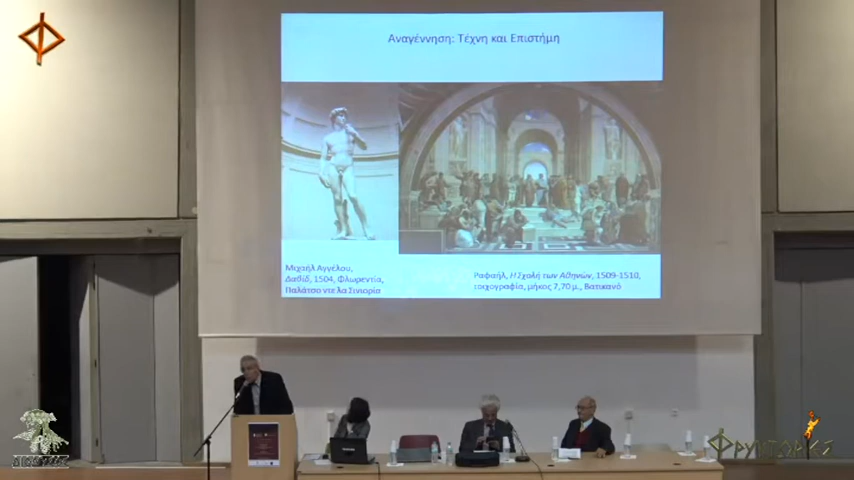 Αναγέννηση: Τέχνη και Επιστήμη
Μιχαήλ Αγγέλου,
Δαβίδ, 1504, Φλωρεντία,
Παλάτσο ντε λα Σινιορία
Ραφαήλ, Η Σχολή των Αθηνών, 1509-1510,
τοιχογραφία, μήκος 7,70 μ., Βατικανό
Φρυκτωρίες